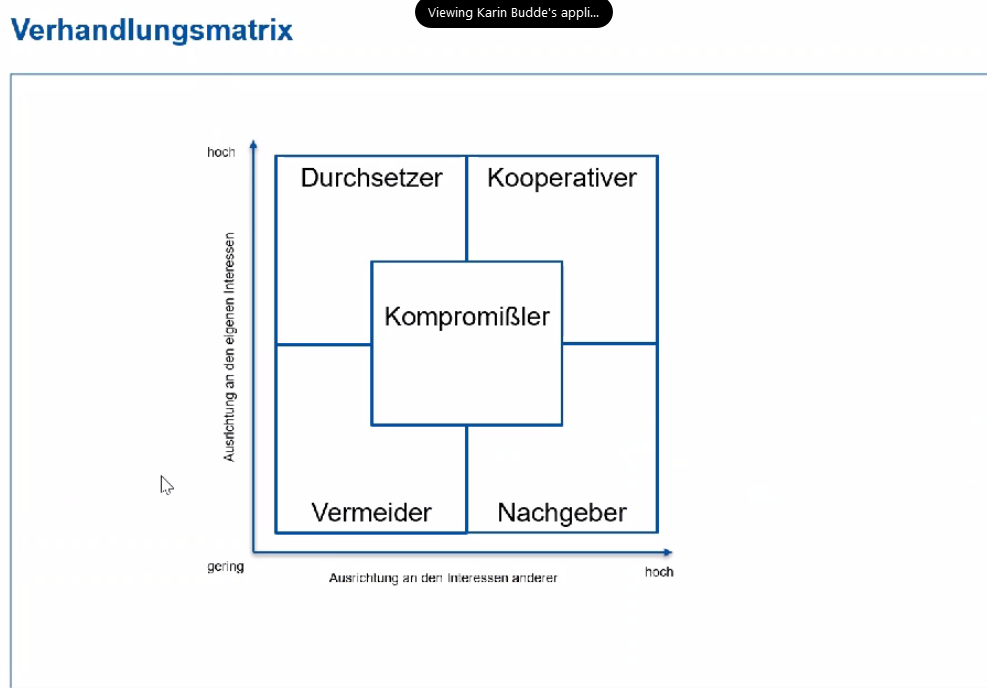 Viewing Karin Budde's appli...
Verhandlungsmatrix
hoch
Durchsetzer
Kooperativer
Ausrichtung an den eigenen Interessen
Kompromißler
Vermeider
Nachgeber
gering
Ausrichtung an den Interessen anderer
hoch